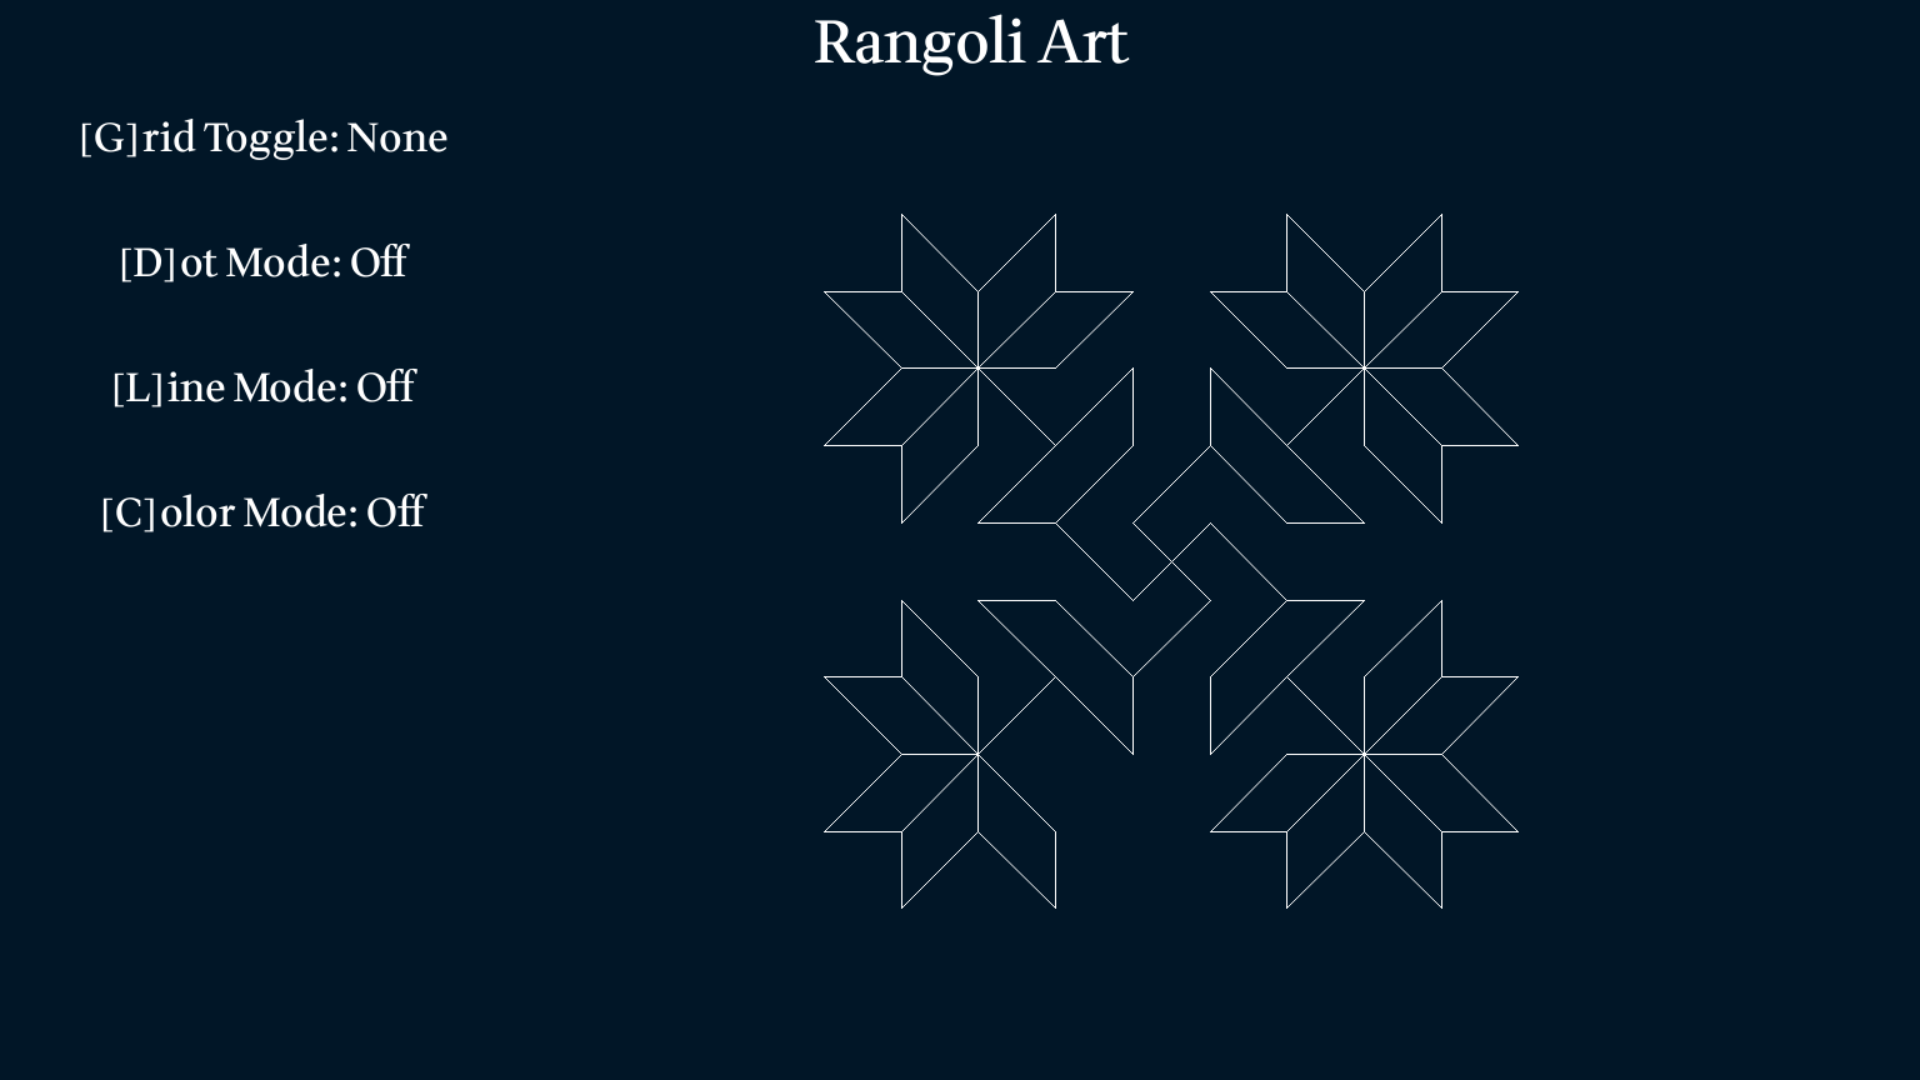 Rangoli Art
[G]rid Toggle: None
[D]ot Mode: Off
[L]ine Mode: Off
[C]olor Mode: Off